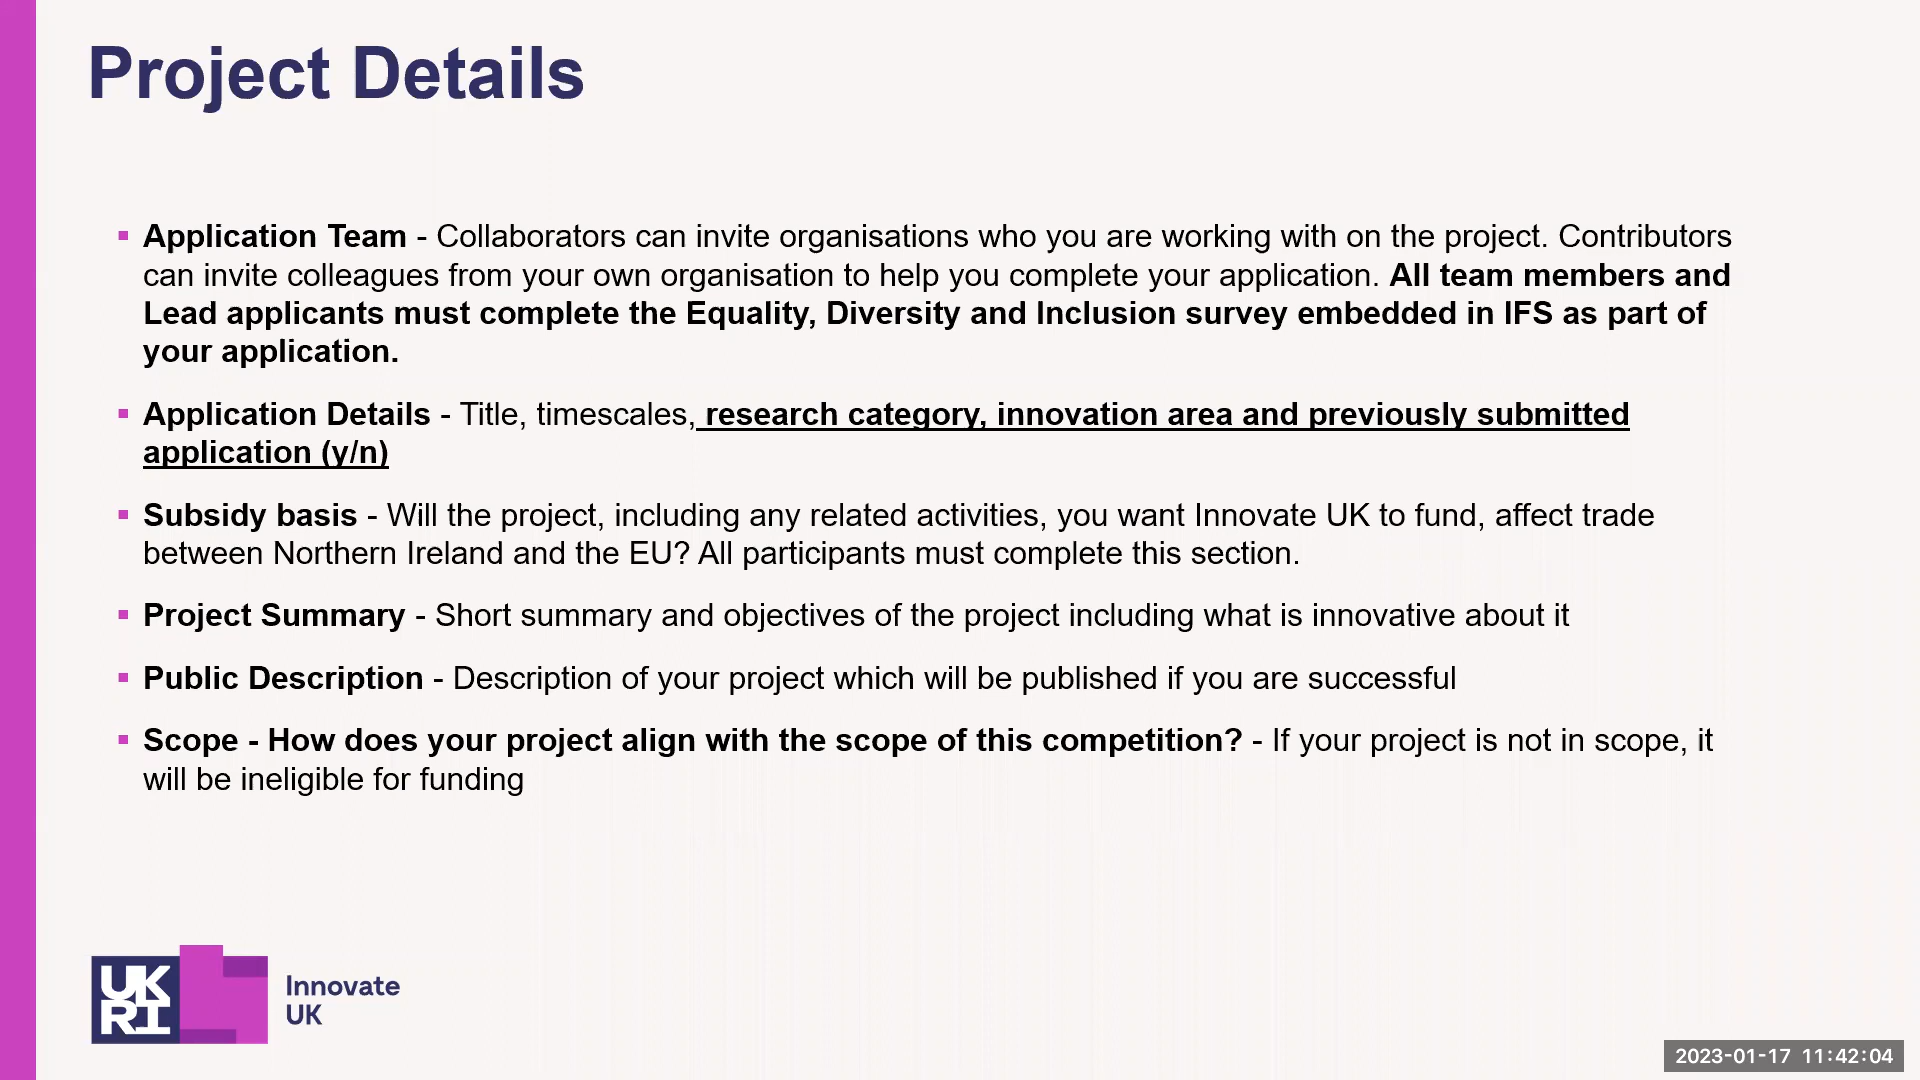 Project Details
Application Team - Collaborators can invite organisations who you are working with on the project. Contributors
can invite colleagues from your own organisation to help you complete your application. All team members and
Lead applicants must complete the Equality, Diversity and Inclusion survey embedded in IFS as part of
your application.
Application Details - Title, timescales, research category, innovation area and previously submitted
application (y/n)
Subsidy basis - Will the project, including any related activities, you want Innovate UK to fund, affect trade
between Northern Ireland and the EU? All participants must complete this section.
Project Summary - Short summary and objectives of the project including what is innovative about it
Public Description - Description of your project which will be published if you are successful
Scope - How does your project align with the scope of this competition? - If your project is not in scope, it
will be ineligible for funding
UK
RI
Innovate
UK
2023-01-17 11:42:04